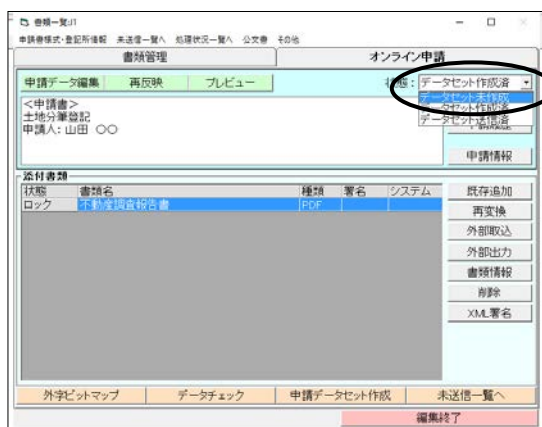 書類一覧:J1
申請書様式・登記所情報 未送信一覧へ 処理状況一覧へ 公文書 その他
書類管理 オンライン申請
申請データ編集 再反映 プレビュー 状態: データセット作成済
データセット未作成
データセット作成済
データセット送信済
<申請書>
土地分筆登記
申請人: 山田 〇〇
申請情報
添付書類
状態 書類名 種類 署名 システム
ロック 不動産調査報告書 PDF
既存追加
再変換
外部取込
外部出力
書類情報
削除
XML署名
外字ビットマップ データチェック 申請データセット作成 未送信一覧へ
編集終了